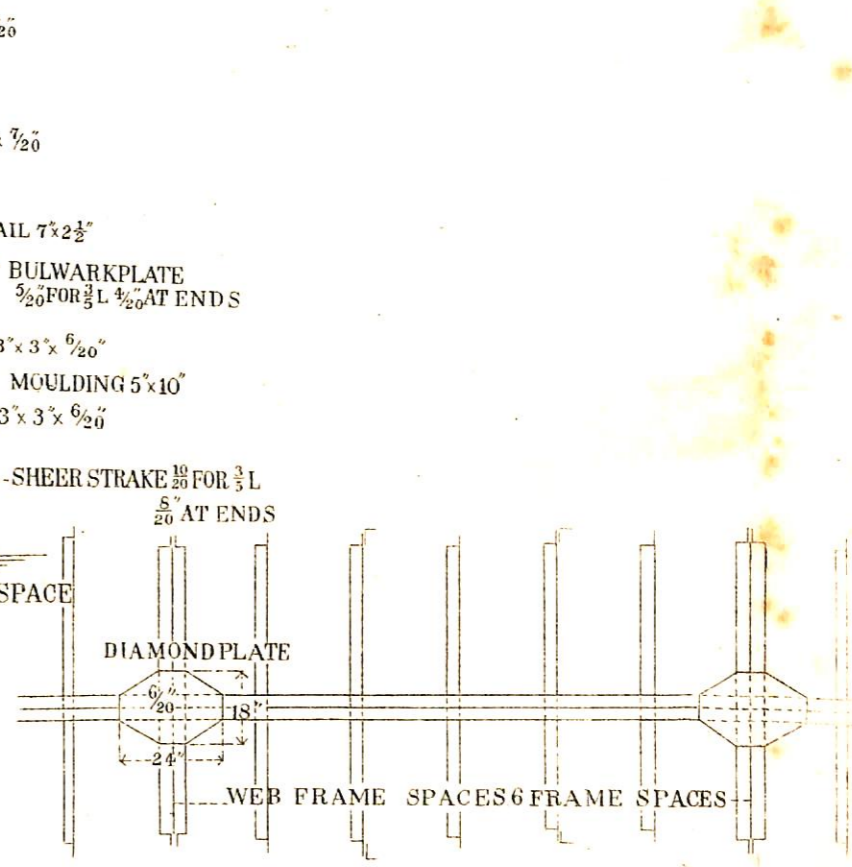 20"
x 7/20"
AIL 7"x2½"
BULWARKPLATE
5/20" FOR 3/5 L 4/20" AT ENDS
3" x 3" x 6/20"
MOULDING 5"x10"
3" x 3" x 6/20"
-SHEER STRAKE 10/20 FOR 3/5 L
8/20" AT ENDS
SPACE
DIAMOND PLATE
6/20"
18"
24"
WEB FRAME SPACES 6 FRAME SPACES